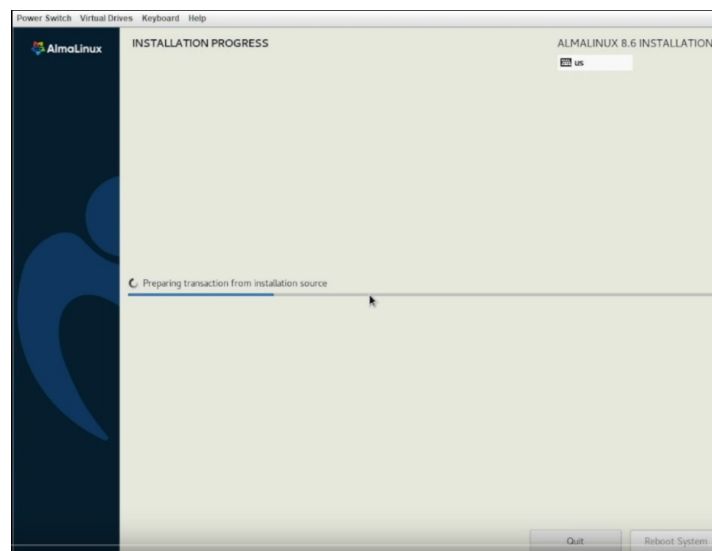 Power Switch Virtual Drives Keyboard Help
AlmaLinux
INSTALLATION PROGRESS
ALMALINUX 8.6 INSTALLATION
us
Preparing transaction from installation source
Quit
Reboot System